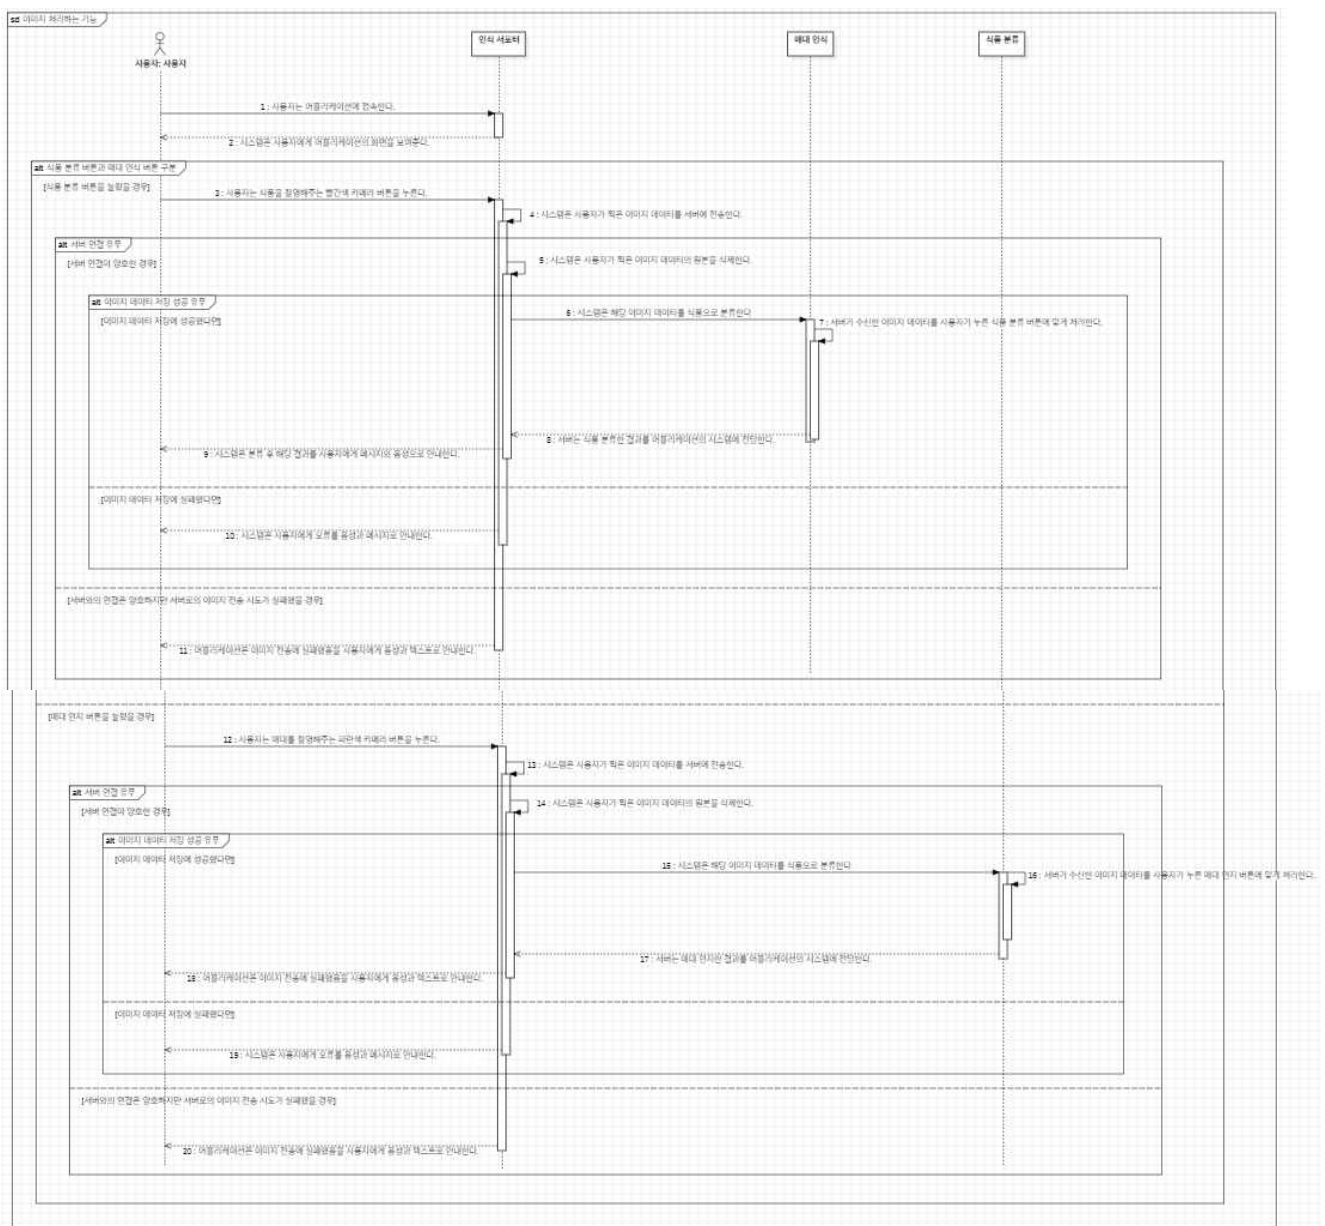 sd 이미지 처리하는 기능
인식 서포터
매대 인식
식품 분류
사용자: 사용자
1 : 사용자는 어플리케이션에 접속한다.
2 : 시스템은 사용자에게 어플리케이션의 화면을 보여준다.
alt 식품 분류 버튼과 매대 인식 버튼 구분
[식품 분류 버튼을 눌렀을 경우]
3 : 사용자는 식품을 촬영해주는 빨간색 카메라 버튼을 누른다.
4 : 시스템은 사용자가 찍은 이미지 데이터를 서버에 전송한다.
alt 서버 연결 유무
[서버 연결이 양호한 경우]
5 : 시스템은 사용자가 찍은 이미지 데이터의 원본을 삭제한다.
alt 이미지 데이터 저장 성공 유무
[이미지 데이터 저장에 성공했다면]
6 : 시스템은 해당 이미지 데이터를 식품으로 분류한다
7 : 서버가 수신한 이미지 데이터를 사용자가 누른 식품 분류 버튼에 맞게 처리한다.
8 : 서버는 식품 분류한 결과를 어플리케이션의 시스템에 전달한다.
9 : 시스템은 분류 후 해당 결과를 사용자에게 메시지와 음성으로 안내한다.
[이미지 데이터 저장에 실패했다면]
10 : 시스템은 사용자에게 오류를 음성과 메시지로 안내한다.
[서버와의 연결은 양호하지만 서버로의 이미지 전송 시도가 실패했을 경우]
11 : 어플리케이션은 이미지 전송에 실패했음을 사용자에게 음성과 텍스트로 안내한다.
[매대 인지 버튼을 눌렀을 경우]
12 : 사용자는 매대를 촬영해주는 파란색 카메라 버튼을 누른다.
13 : 시스템은 사용자가 찍은 이미지 데이터를 서버에 전송한다.
alt 서버 연결 유무
[서버 연결이 양호한 경우]
14 : 시스템은 사용자가 찍은 이미지 데이터의 원본을 삭제한다.
alt 이미지 데이터 저장 성공 유무
[이미지 데이터 저장에 성공했다면]
15 : 시스템은 해당 이미지 데이터를 식품으로 분류한다
16 : 서버가 수신한 이미지 데이터를 사용자가 누른 매대 인지 버튼에 맞게 처리한다.
17 : 서버는 매대 인지한 결과를 어플리케이션의 시스템에 전달한다.
18 : 어플리케이션은 이미지 전송에 실패했음을 사용자에게 음성과 텍스트로 안내한다.
[이미지 데이터 저장에 실패했다면]
19 : 시스템은 사용자에게 오류를 음성과 메시지로 안내한다.
[서버와의 연결은 양호하지만 서버로의 이미지 전송 시도가 실패했을 경우]
20 : 어플리케이션은 이미지 전송에 실패했음을 사용자에게 음성과 텍스트로 안내한다.